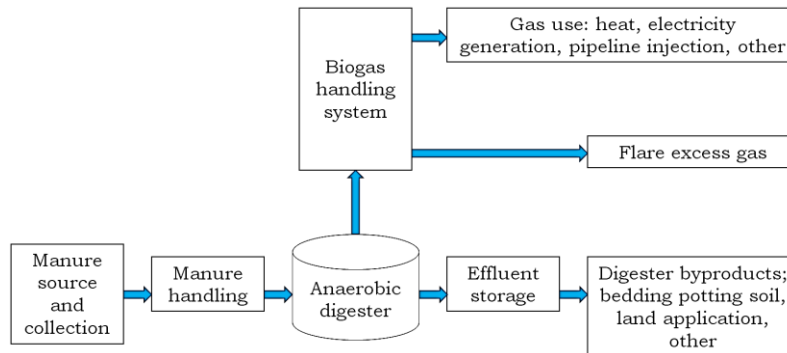 Gas use: heat, electricity
generation, pipeline injection, other
Biogas
handling
system
Flare excess gas
Manure
source
and
collection
Manure
handling
Anaerobic
digester
Effluent
storage
Digester byproducts;
bedding potting soil,
land application,
other